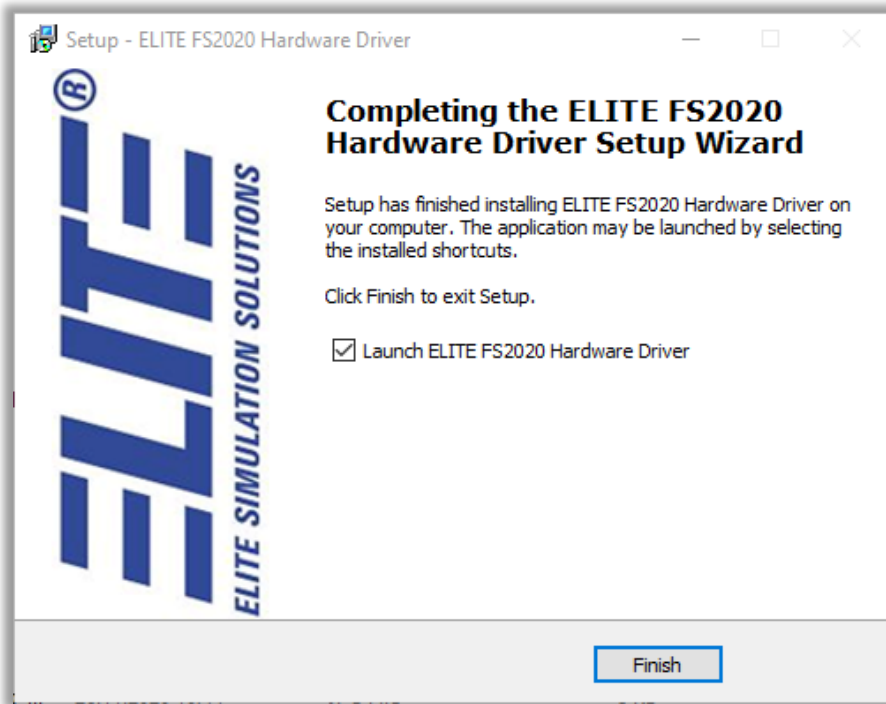 Setup - ELITE FS2020 Hardware Driver
ELITE®
ELITE SIMULATION SOLUTIONS
Completing the ELITE FS2020
Hardware Driver Setup Wizard
Setup has finished installing ELITE FS2020 Hardware Driver on
your computer. The application may be launched by selecting
the installed shortcuts.
Click Finish to exit Setup.
Launch ELITE FS2020 Hardware Driver
Finish